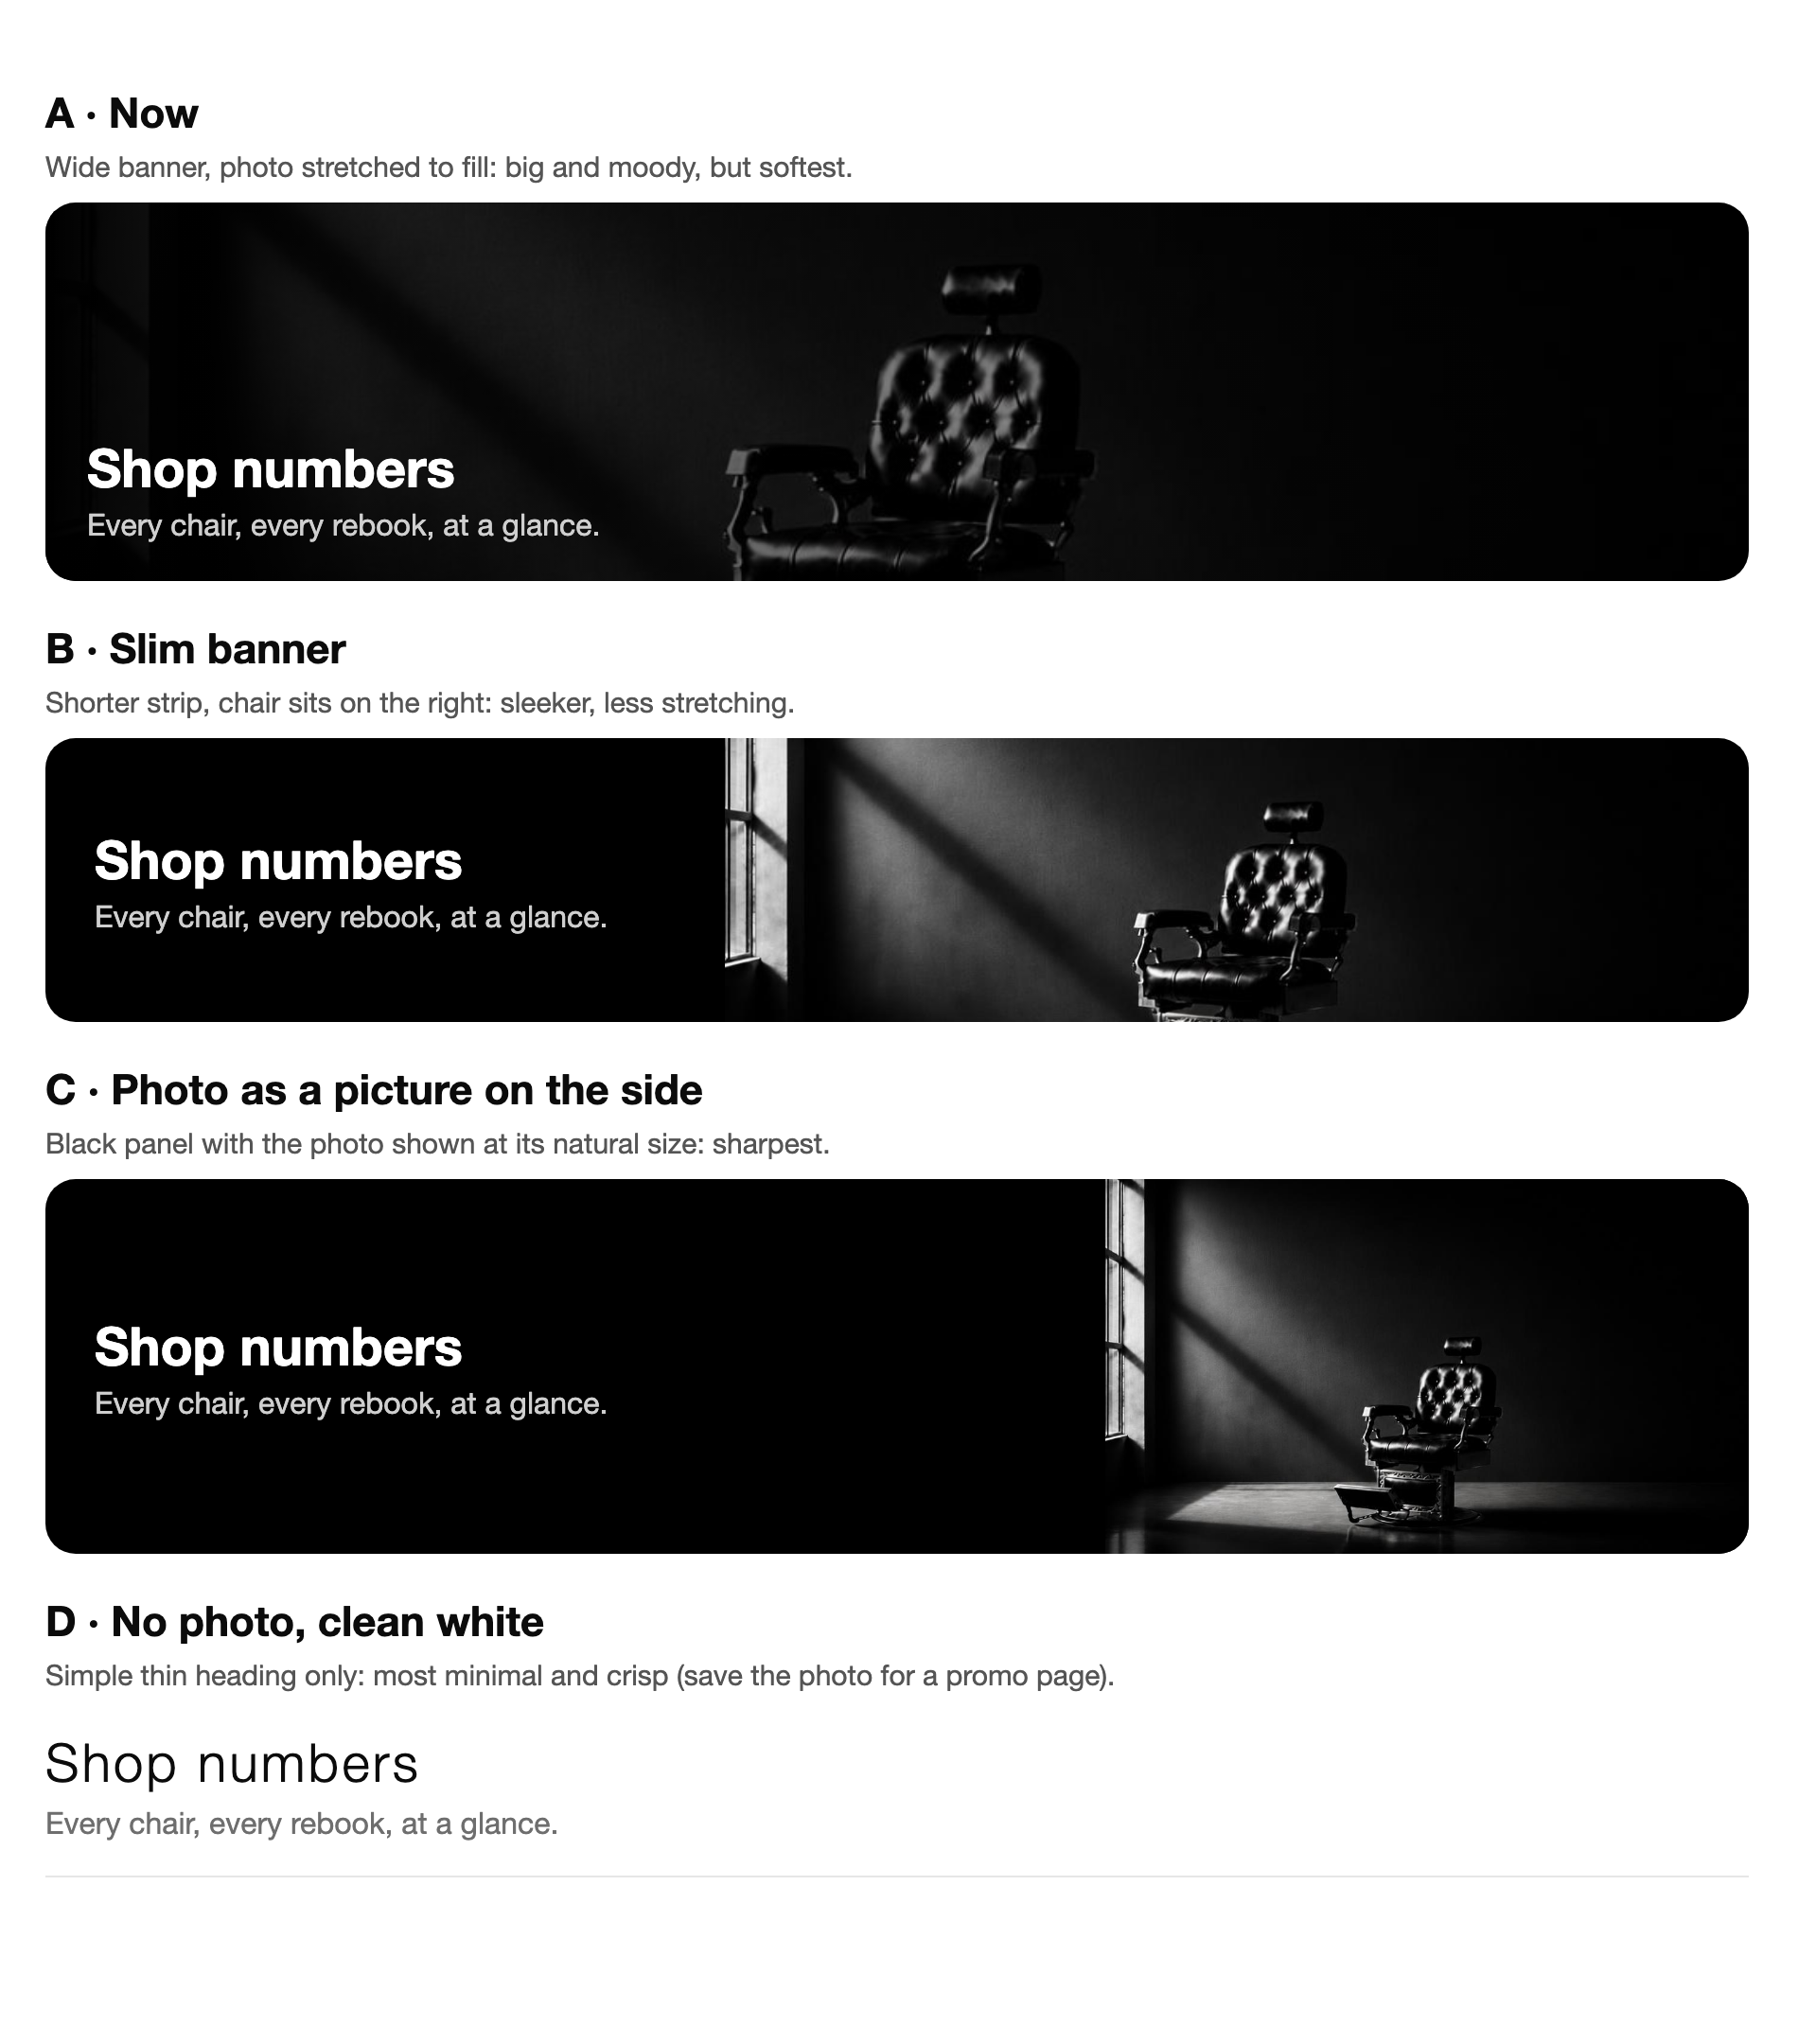 A · Now
Wide banner, photo stretched to fill: big and moody, but softest.
Shop numbers
Every chair, every rebook, at a glance.
B · Slim banner
Shorter strip, chair sits on the right: sleeker, less stretching.
Shop numbers
Every chair, every rebook, at a glance.
C · Photo as a picture on the side
Black panel with the photo shown at its natural size: sharpest.
Shop numbers
Every chair, every rebook, at a glance.
D · No photo, clean white
Simple thin heading only: most minimal and crisp (save the photo for a promo page).
Shop numbers
Every chair, every rebook, at a glance.